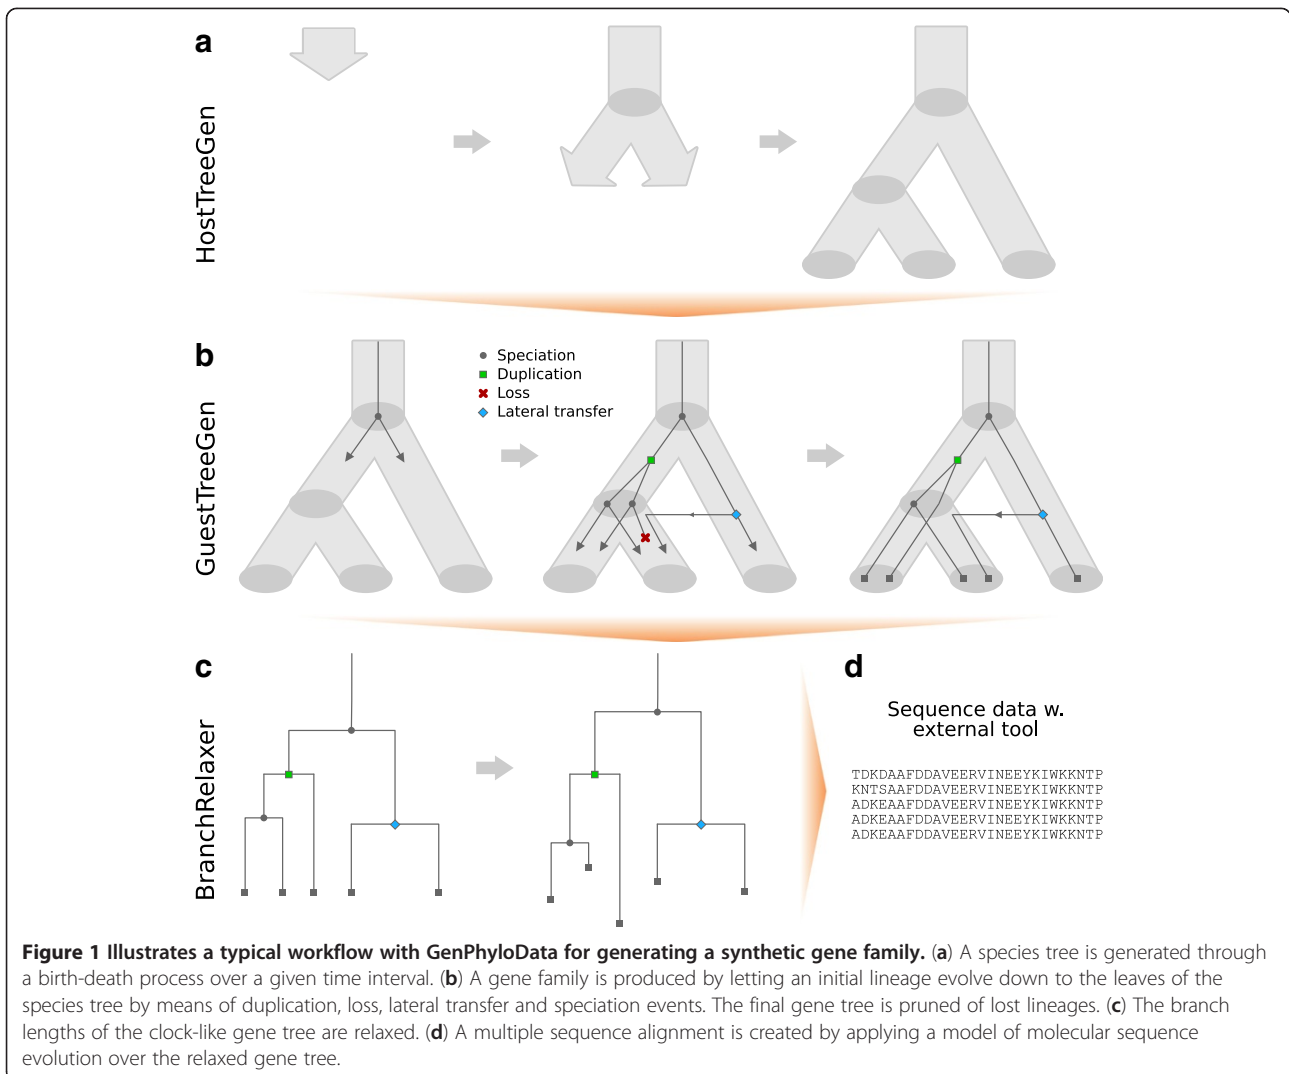 a
HostTreeGen
b
Speciation
Duplication
Loss
Lateral transfer
GuestTreeGen
c
BranchRelaxer
d
Sequence data w.
external tool
TDKDAAFDDAVEERVINEEYKIWKKNTP
KNTSAAFDDAVEERVINEEYKIWKKNTP
ADKEAAFDDAVEERVINEEYKIWKKNTP
ADKEAAFDDAVEERVINEEYKIWKKNTP
ADKEAAFDDAVEERVINEEYKIWKKNTP
Figure 1 Illustrates a typical workflow with GenPhyloData for generating a synthetic gene family. (a) A species tree is generated through
a birth-death process over a given time interval. (b) A gene family is produced by letting an initial lineage evolve down to the leaves of the
species tree by means of duplication, loss, lateral transfer and speciation events. The final gene tree is pruned of lost lineages. (c) The branch
lengths of the clock-like gene tree are relaxed. (d) A multiple sequence alignment is created by applying a model of molecular sequence
evolution over the relaxed gene tree.